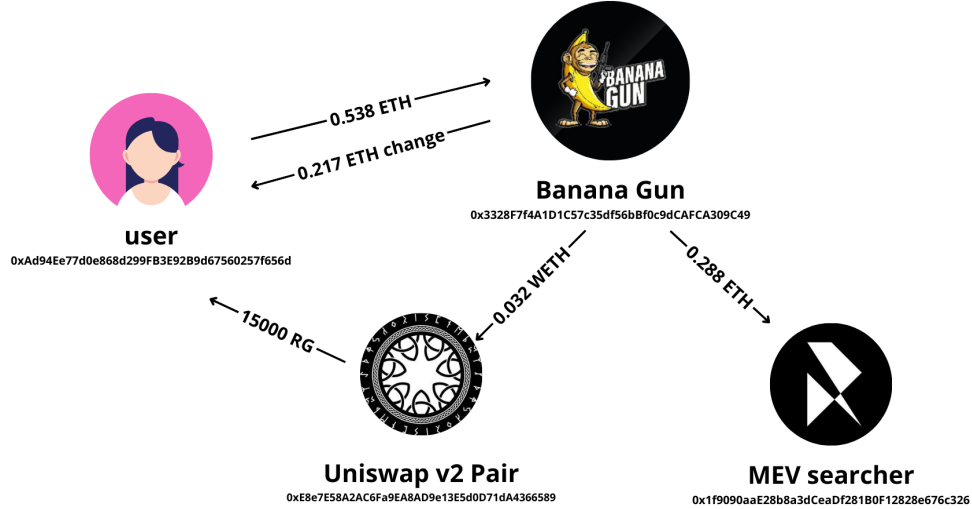 BANANA
GUN
0.538 ETH
0.217 ETH change
Banana Gun
0x3328F7f4A1D1C57c35df56bBf0c9dCAFCA309C49
user
0xAd94Ee77d0e868d299FB3E92B9d67560257f656d
0.032 WETH
0.288 ETH
15000 RG
Uniswap v2 Pair
0xE8e7E58A2AC6Fa9EA8AD9e13E5d0D71dA4366589
MEV searcher
0x1f9090aaE28b8a3dCeaDf281B0F12828e676c326